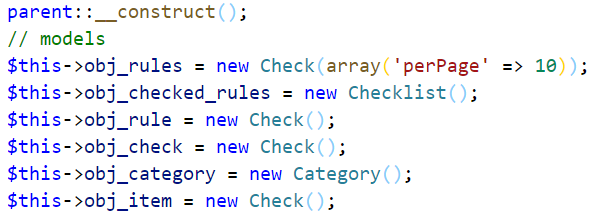 parent::__construct();
// models
$this->obj_rules = new Check(array('perPage' => 10));
$this->obj_checked_rules = new Checklist();
$this->obj_rule = new Check();
$this->obj_check = new Check();
$this->obj_category = new Category();
$this->obj_item = new Check();